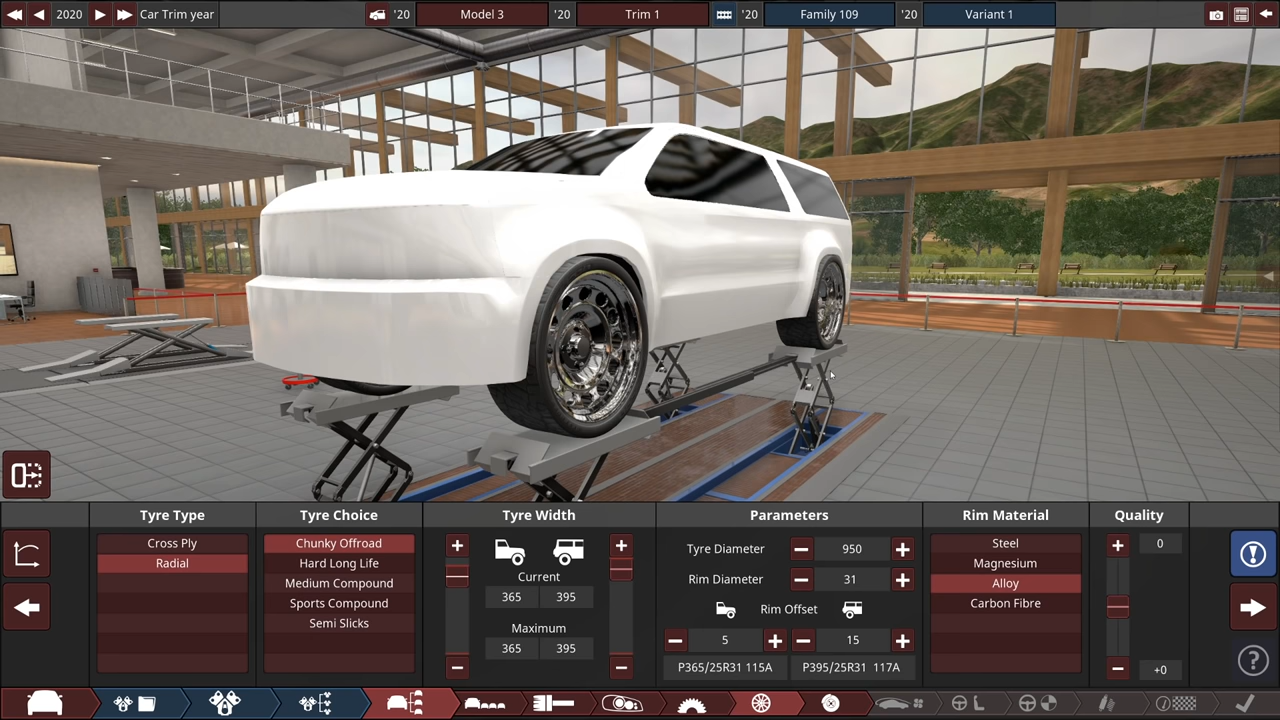 2020 Car Trim year '20 Model 3 '20 Trim 1 '20 Family 109 '20 Variant 1
Tyre Type
Cross Ply
Radial
Tyre Choice
Chunky Offroad
Hard Long Life
Medium Compound
Sports Compound
Semi Slicks
Tyre Width
Current
365 395
Maximum
365 395
Parameters
Tyre Diameter 950
Rim Diameter 31
Rim Offset
5 15
P365/25R31 115A P395/25R31 117A
Rim Material
Steel
Magnesium
Alloy
Carbon Fibre
Quality
0
+0